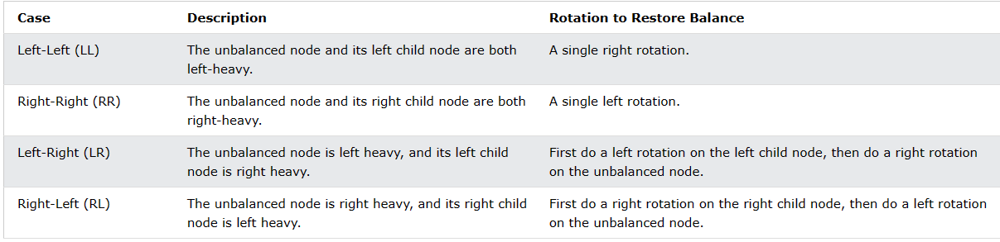 Case Description Rotation to Restore Balance
Left-Left (LL) The unbalanced node and its left child node are both A single right rotation.
left-heavy.
Right-Right (RR) The unbalanced node and its right child node are both A single left rotation.
right-heavy.
Left-Right (LR) The unbalanced node is left heavy, and its left child First do a left rotation on the left child node, then do a right rotation
node is right heavy. on the unbalanced node.
Right-Left (RL) The unbalanced node is right heavy, and its right child First do a right rotation on the right child node, then do a left rotation
node is left heavy. on the unbalanced node.